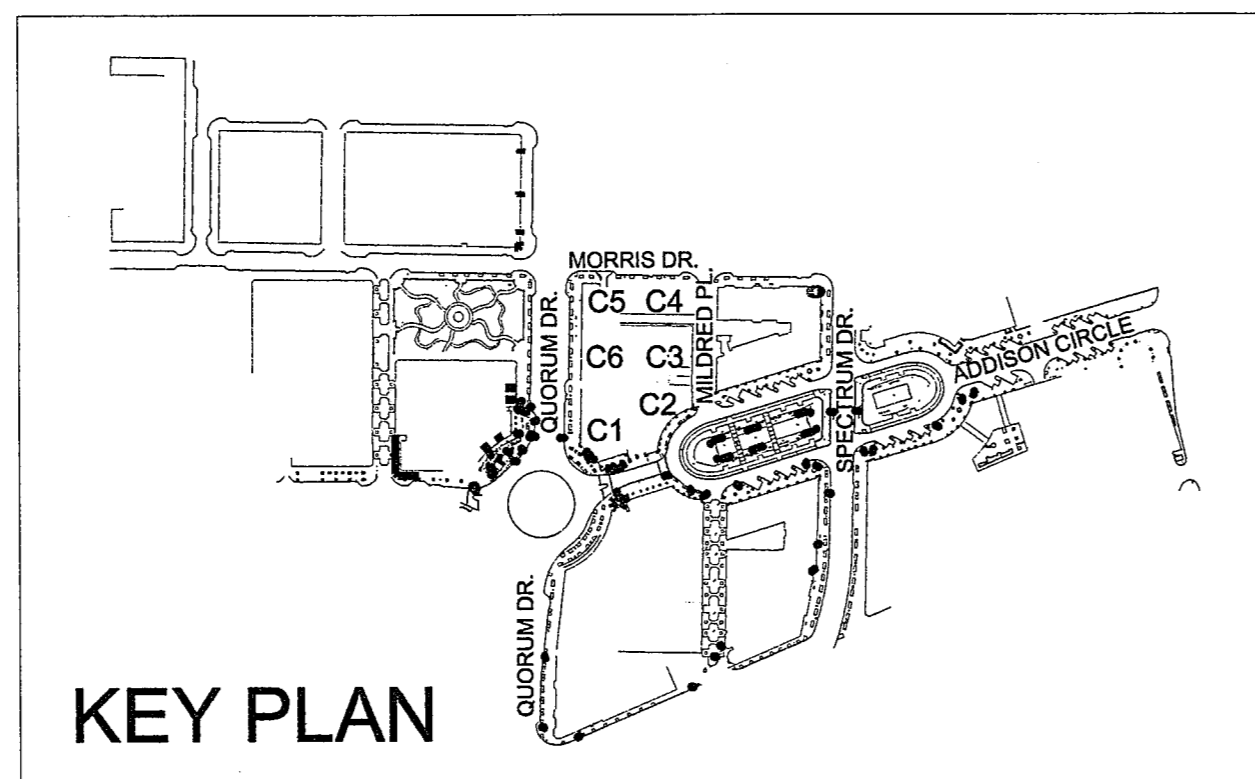 MORRIS DR.
C5 C4
MILDRED PL.
QUORUM DR.
C6 C3
SPECTRUM DR.
ADDISON CIRCLE
C2
C1
QUORUM DR.
KEY PLAN